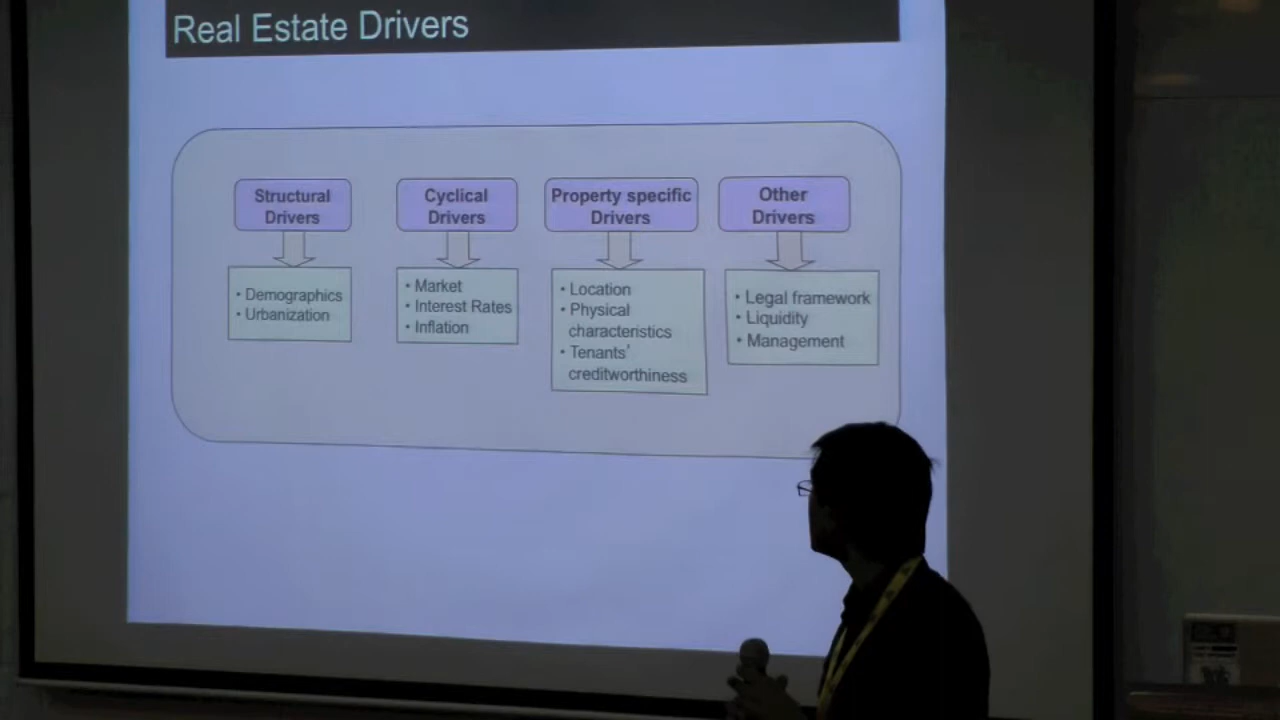 Real Estate Drivers
Structural
Drivers
• Demographics
• Urbanization
Cyclical
Drivers
• Market
• Interest Rates
• Inflation
Property specific
Drivers
• Location
• Physical
characteristics
• Tenants'
creditworthiness
Other
Drivers
• Legal framework
• Liquidity
• Management